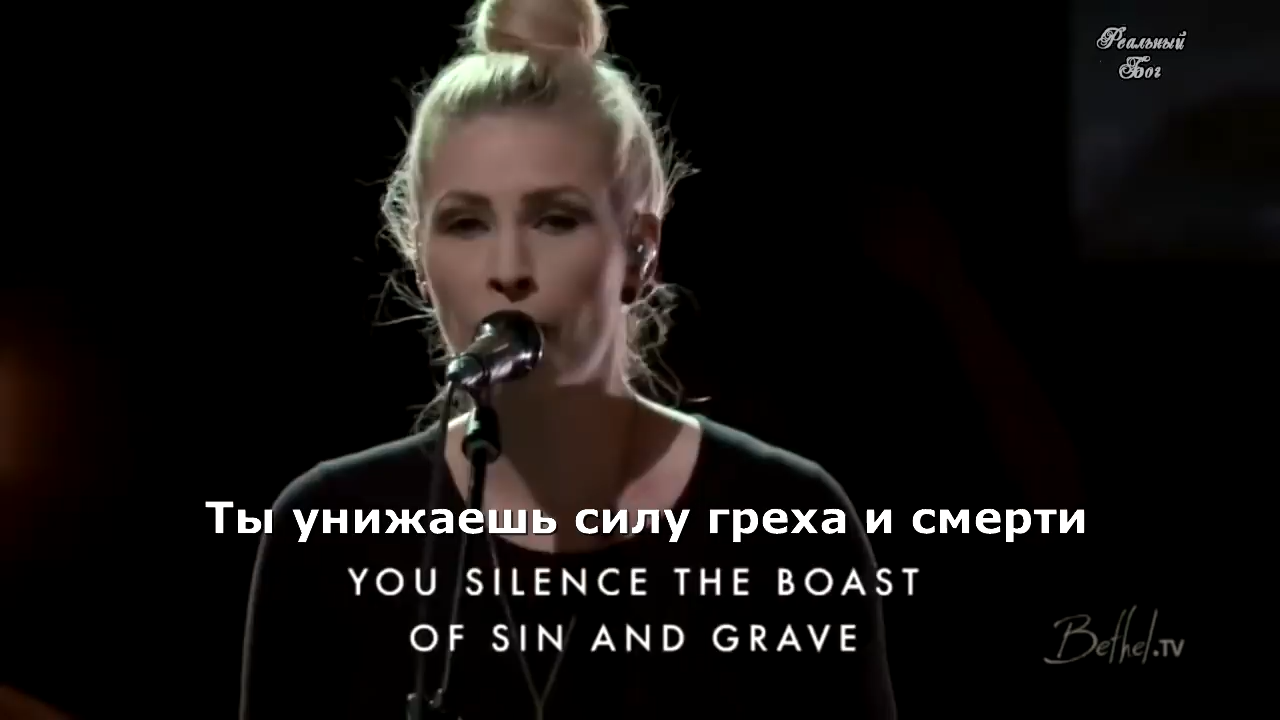 Реальный
Бог
Ты унижаешь силу греха и смерти
YOU SILENCE THE BOAST
OF SIN AND GRAVE
Bethel.TV